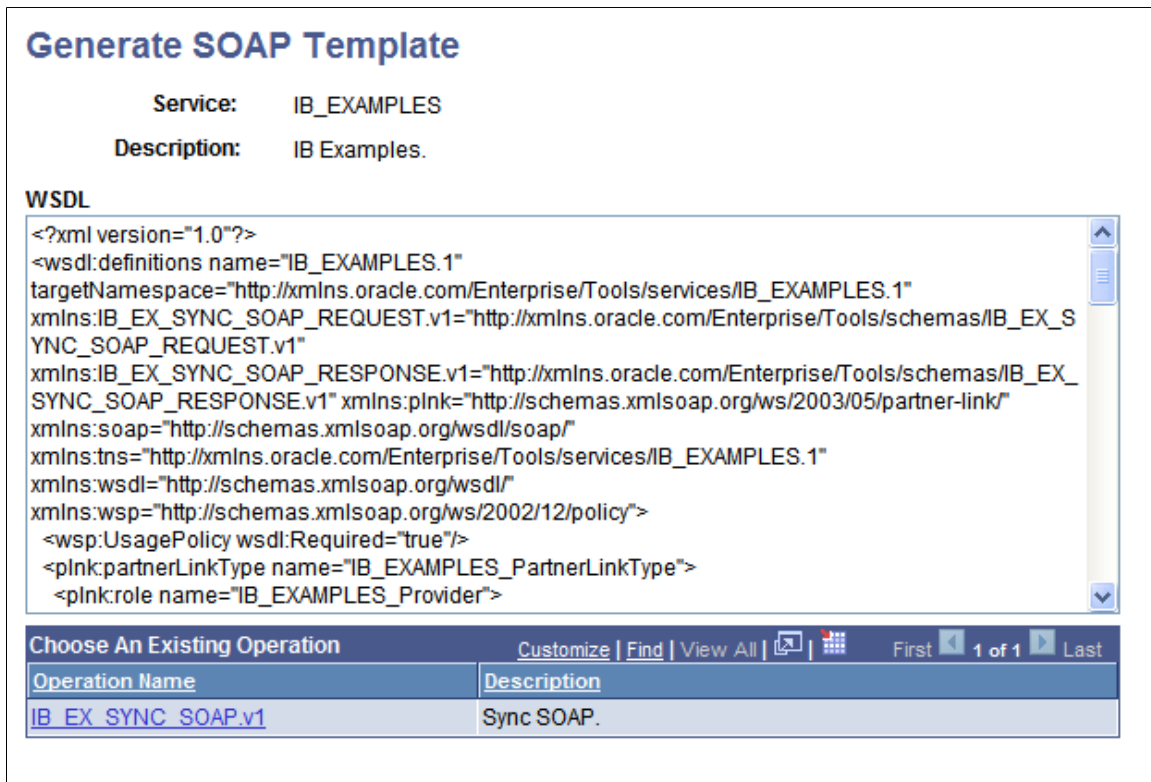 Generate SOAP Template
Service: IB_EXAMPLES
Description: IB Examples.
WSDL
<?xml version="1.0"?>
<wsdl:definitions name="IB_EXAMPLES.1"
targetNamespace="http://xmlns.oracle.com/Enterprise/Tools/services/IB_EXAMPLES.1"
xmlns:IB_EX_SYNC_SOAP_REQUEST.v1="http://xmlns.oracle.com/Enterprise/Tools/schemas/IB_EX_S
YNC_SOAP_REQUEST.v1"
xmlns:IB_EX_SYNC_SOAP_RESPONSE.v1="http://xmlns.oracle.com/Enterprise/Tools/schemas/IB_EX_
SYNC_SOAP_RESPONSE.v1" xmlns:plnk="http://schemas.xmlsoap.org/ws/2003/05/partner-link/"
xmlns:soap="http://schemas.xmlsoap.org/wsdl/soap/"
xmlns:tns="http://xmlns.oracle.com/Enterprise/Tools/services/IB_EXAMPLES.1"
xmlns:wsdl="http://schemas.xmlsoap.org/wsdl/"
xmlns:wsp="http://schemas.xmlsoap.org/ws/2002/12/policy">
<wsp:UsagePolicy wsdl:Required="true"/>
<plnk:partnerLinkType name="IB_EXAMPLES_PartnerLinkType">
<plnk:role name="IB_EXAMPLES_Provider">
Choose An Existing Operation Customize | Find | View All | | First 1 of 1 Last
Operation Name Description
IB_EX_SYNC_SOAP.v1 Sync SOAP.